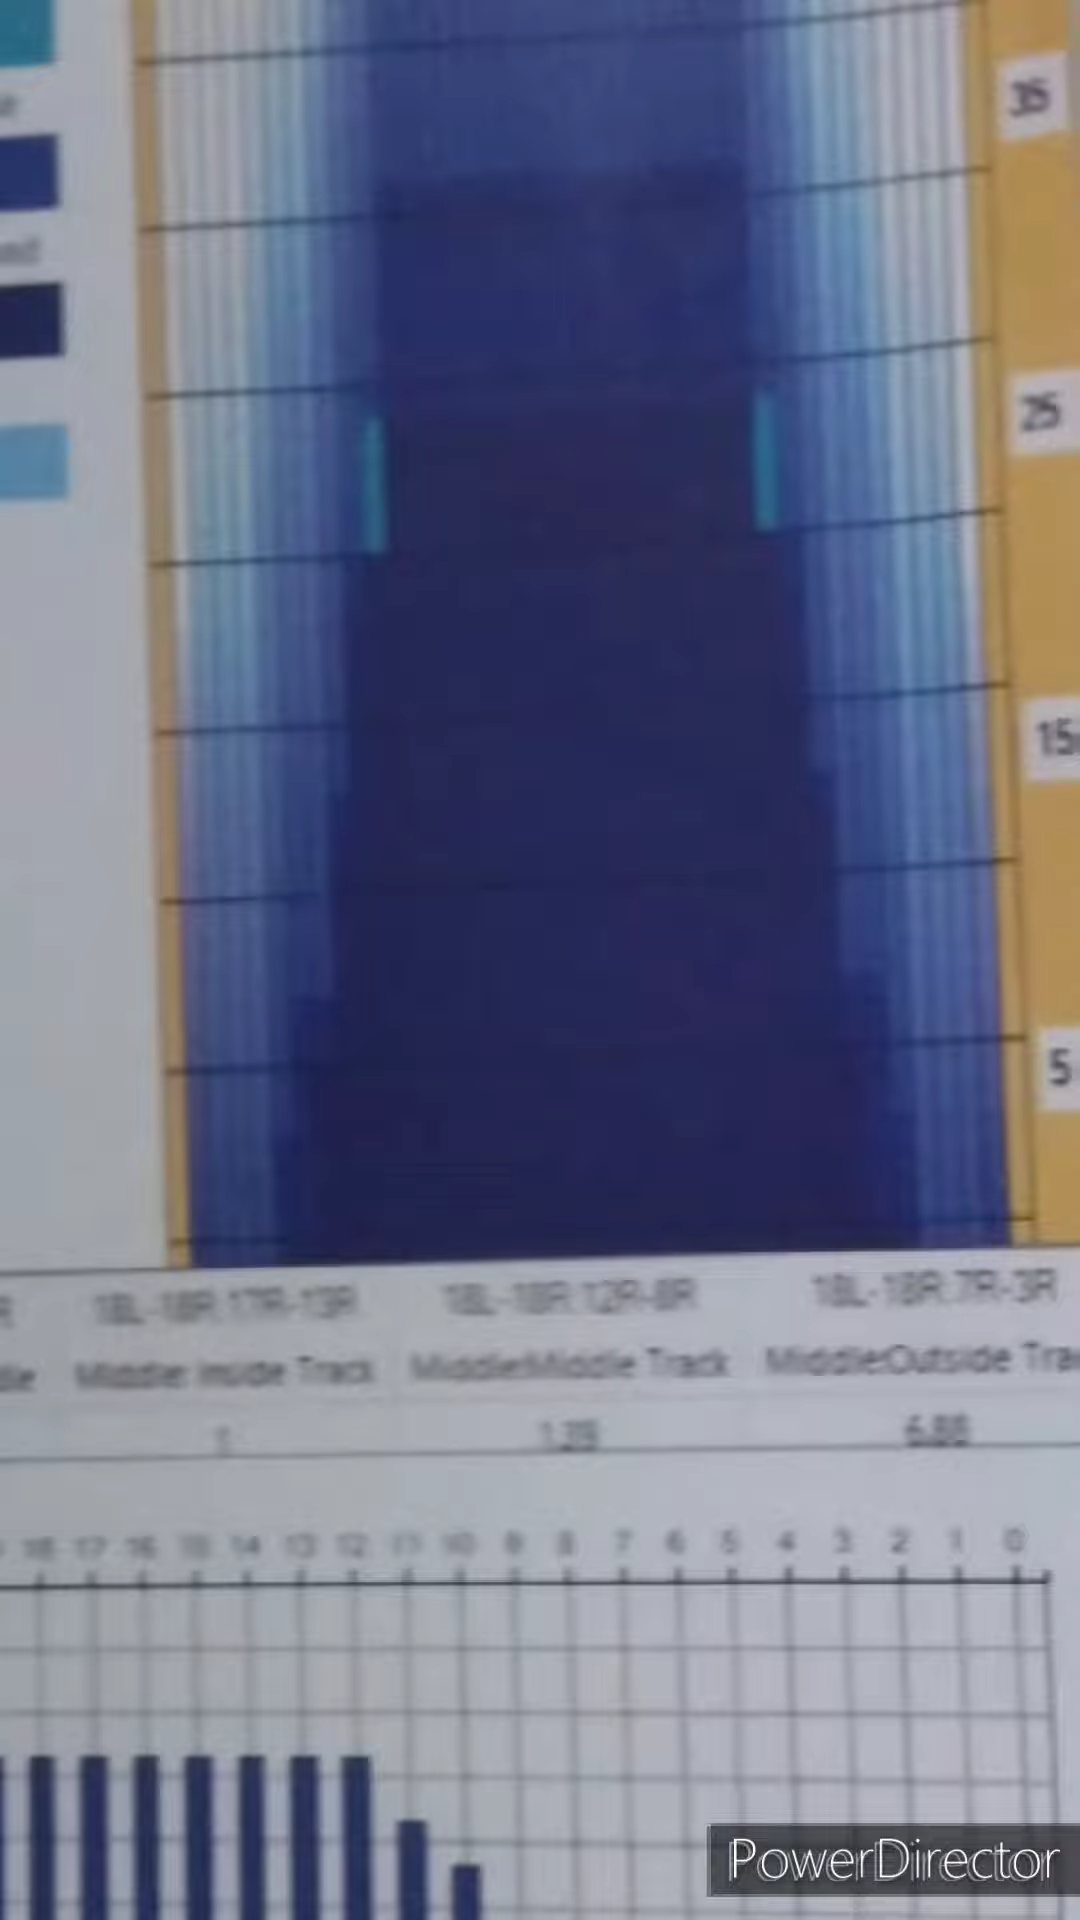 35
25
15
5
18L-18R:17R-13R 18L-18R:12R-8R 18L-18R:7R-3R
Middle: Inside Track Middle:Middle Track Middle:Outside
1 1.39 6.88
18 17 16 15 14 13 12 11 10 9 8 7 6 5 4 3 2 1 0
PowerDirector